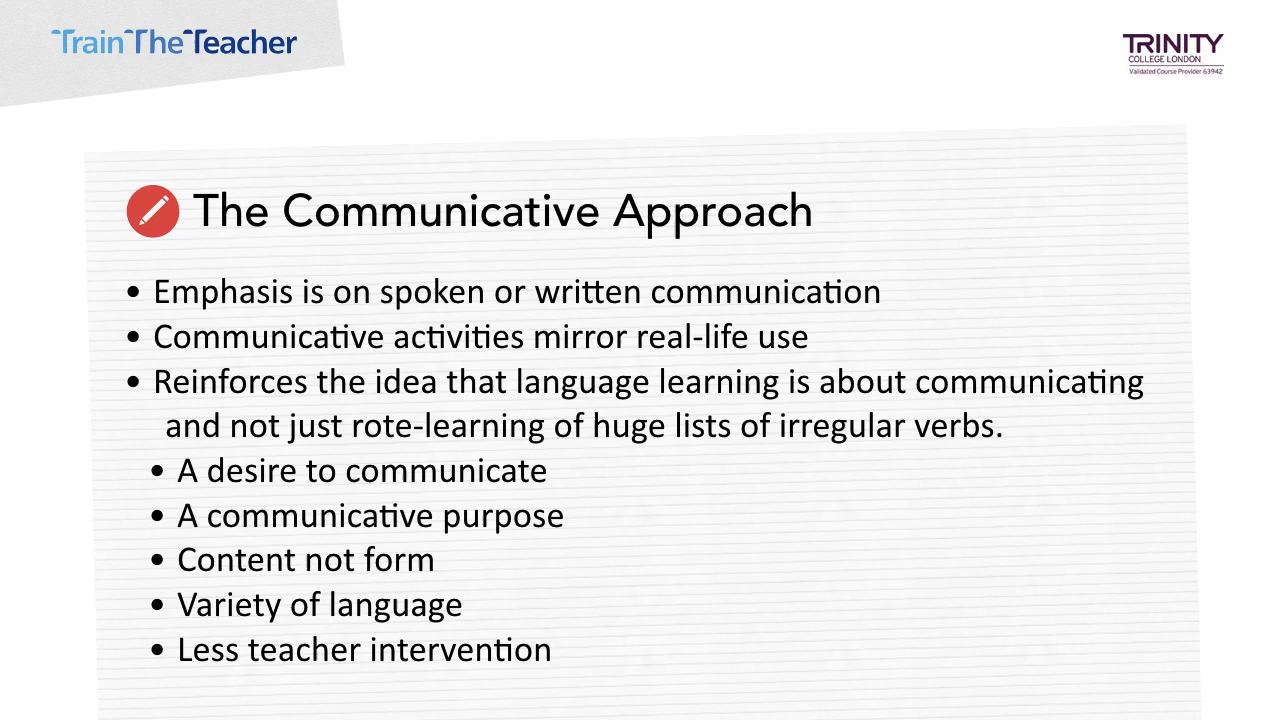 TrainTheTeacher
TRINITY
COLLEGE LONDON
Validated Course Provider 63942
The Communicative Approach
• Emphasis is on spoken or written communication
• Communicative activities mirror real-life use
• Reinforces the idea that language learning is about communicating
and not just rote-learning of huge lists of irregular verbs.
• A desire to communicate
• A communicative purpose
• Content not form
• Variety of language
• Less teacher intervention